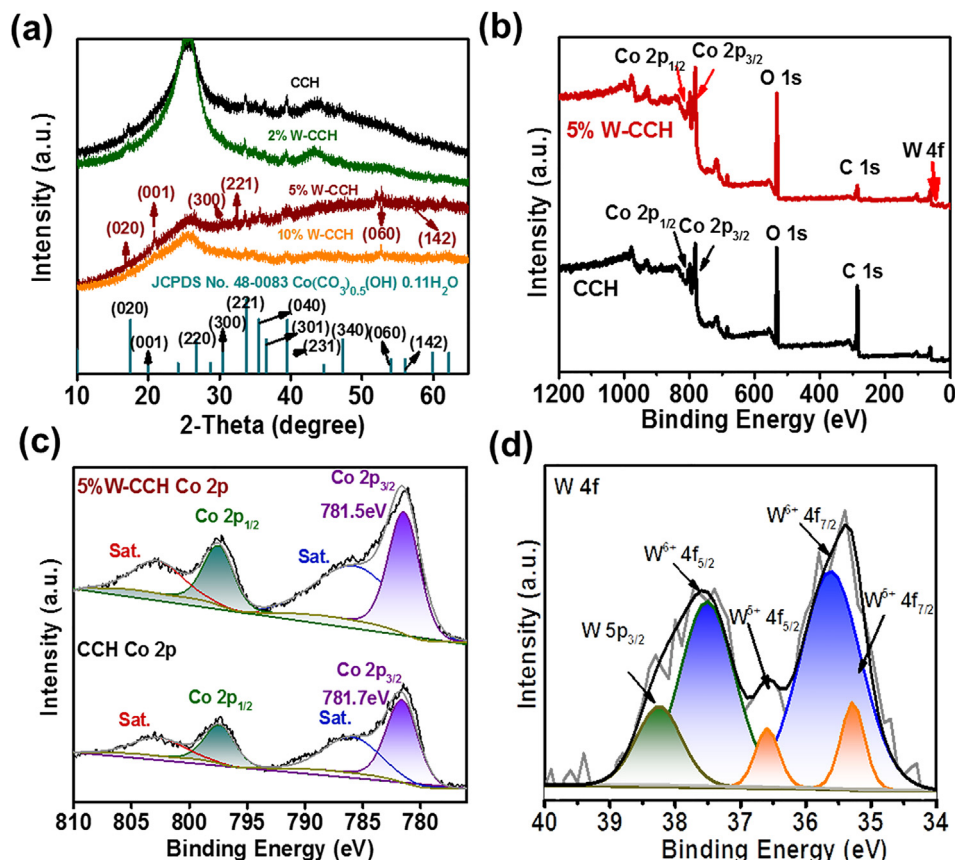 (a)
CCH
2% W-CCH
(001)
(300)
(221)
5% W-CCH
(020)
10% W-CCH
(060)
(142)
JCPDS No. 48-0083 Co(CO3)0.5(OH) 0.11H2O
(020)
(221)
(040)
(001)
(220)
(300)
(301)
(231)
(340)
(060)
(142)
10 20 30 40 50 60
2-Theta (degree)
Intensity (a.u.)
(b)
Co 2p1/2
Co 2p3/2
O 1s
5% W-CCH
C 1s
W 4f
Co 2p1/2
Co 2p3/2
O 1s
C 1s
CCH
1200 1000 800 600 400 200 0
Binding Energy (eV)
Intensity (a.u.)
(c)
5%W-CCH Co 2p
Co 2p3/2
781.5eV
Co 2p1/2
Sat.
Sat.
CCH Co 2p
Co 2p3/2
781.7eV
Co 2p1/2
Sat.
Sat.
810 805 800 795 790 785 780
Binding Energy (eV)
Intensity (a.u.)
(d)
W 4f
W6+ 4f7/2
W6+ 4f5/2
W5+ 4f7/2
W5+ 4f5/2
W 5p3/2
40 39 38 37 36 35 34
Binding Energy (eV)
Intensity (a.u.)